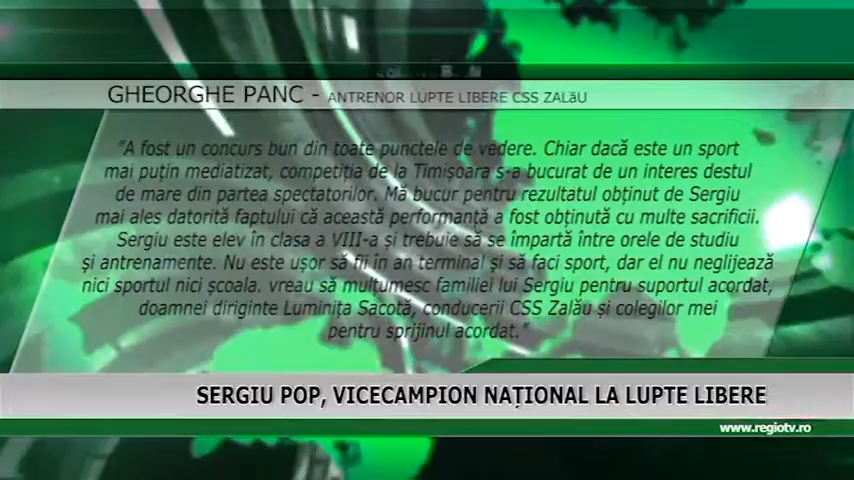 GHEORGHE PANC - ANTRENOR LUPTE LIBERE CSS ZALău
"A fost un concurs bun din toate punctele de vedere. Chiar dacă este un sport
mai puțin mediatizat, competiția de la Timișoara s-a bucurat de un interes destul
de mare din partea spectatorilor. Mă bucur pentru rezultatul obținut de Sergiu
mai ales datorită faptului că această performanță a fost obținută cu multe sacrificii.
Sergiu este elev în clasa a VIII-a și trebuie să se împartă între orele de studiu
și antrenamente. Nu este ușor să fii în an terminal și să faci sport, dar el nu neglijează
nici sportul nici școala. vreau să mulțumesc familiei lui Sergiu pentru suportul acordat,
doamnei diriginte Luminița Sacotă, conducerii CSS Zalău și colegilor mei
pentru sprijinul acordat."
SERGIU POP, VICECAMPION NAȚIONAL LA LUPTE LIBERE
www.regiotv.ro